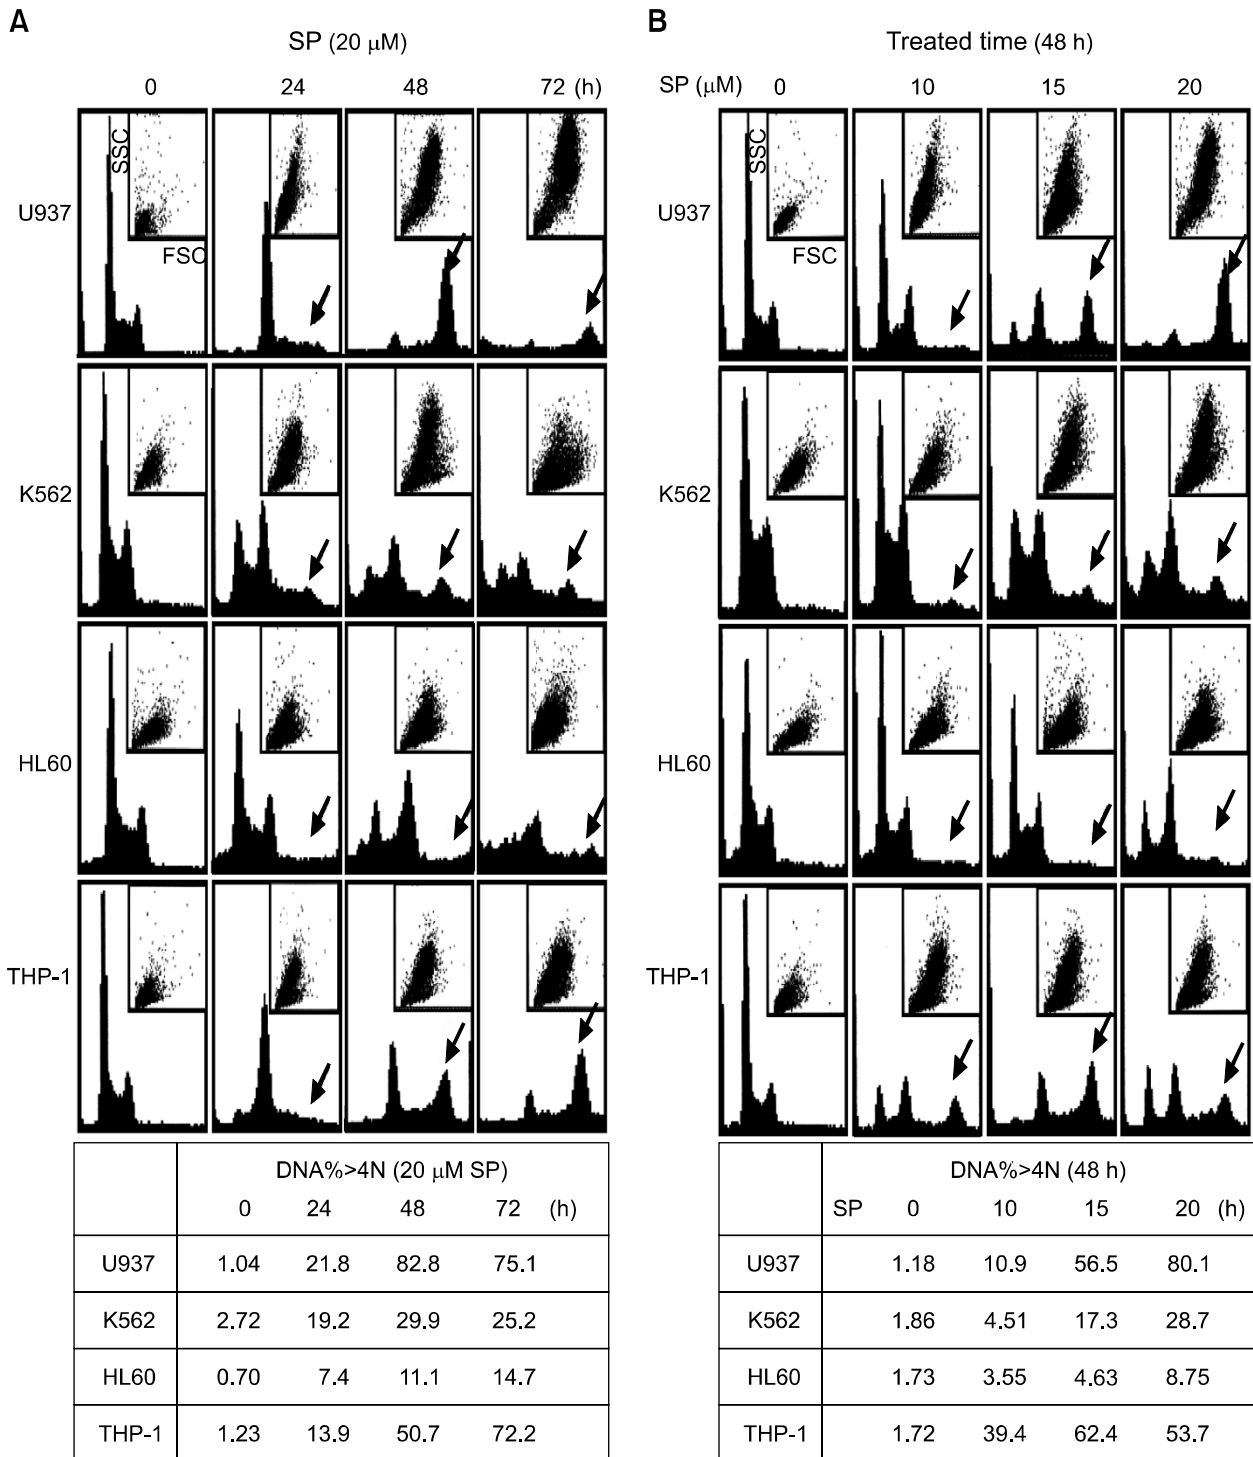 A
SP (20 μM)
0 24 48 72 (h)
SSC
FSC
U937
K562
HL60
THP-1
DNA%>4N (20 μM SP)
0 24 48 72 (h)
U937 1.04 21.8 82.8 75.1
K562 2.72 19.2 29.9 25.2
HL60 0.70 7.4 11.1 14.7
THP-1 1.23 13.9 50.7 72.2
B
Treated time (48 h)
SP (μM) 0 10 15 20
SSC
FSC
U937
K562
HL60
THP-1
DNA%>4N (48 h)
SP 0 10 15 20 (h)
U937 1.18 10.9 56.5 80.1
K562 1.86 4.51 17.3 28.7
HL60 1.73 3.55 4.63 8.75
THP-1 1.72 39.4 62.4 53.7